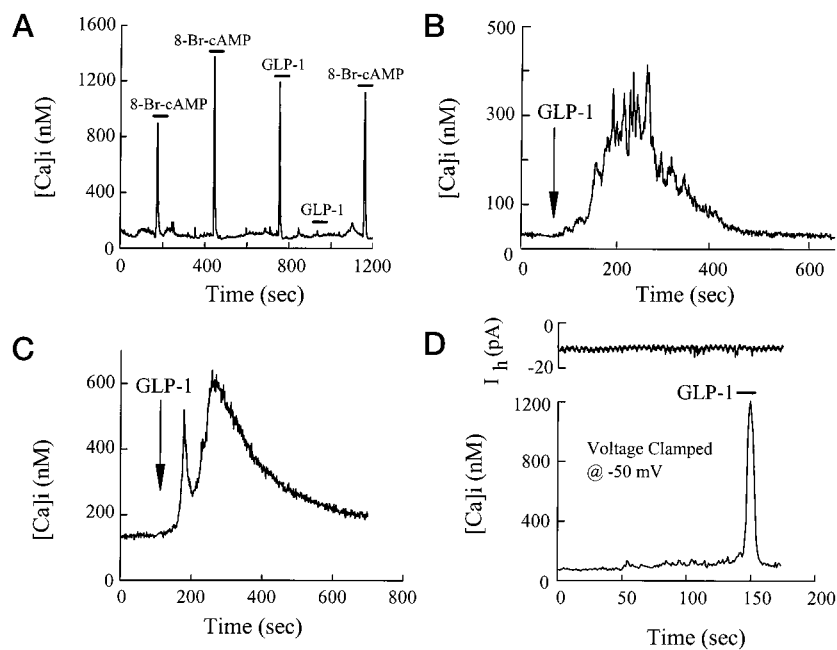 A
1600
1200
800
400
0
[Ca]i (nM)
8-Br-cAMP
8-Br-cAMP
GLP-1
8-Br-cAMP
GLP-1
0 400 800 1200
Time (sec)
B
500
300
100
50
0
[Ca]i (nM)
GLP-1
0 200 400 600
Time (sec)
C
600
400
200
0
[Ca]i (nM)
GLP-1
0 200 400 600 800
Time (sec)
D
0
-20
I h (pA)
GLP-1
1200
800
400
0
[Ca]i (nM)
Voltage Clamped
@ -50 mV
0 50 100 150 200
Time (sec)